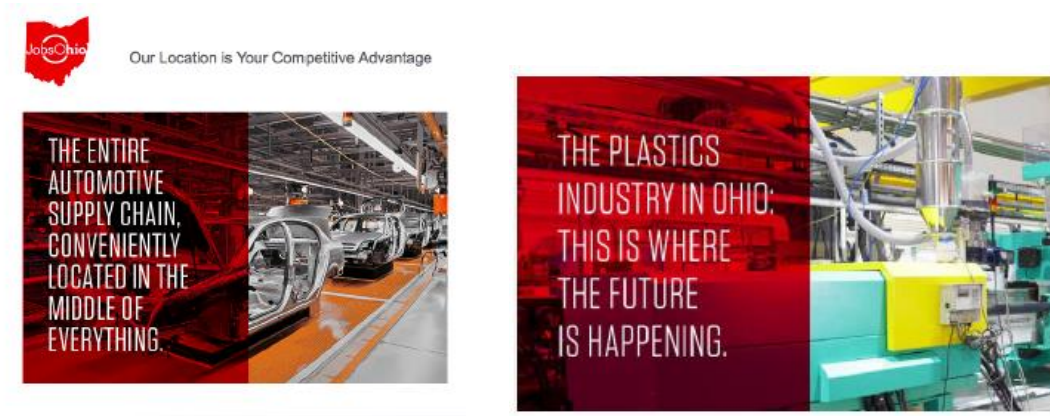 JobsOhio
Our Location is Your Competitive Advantage
THE ENTIRE
AUTOMOTIVE
SUPPLY CHAIN,
CONVENIENTLY
LOCATED IN THE
MIDDLE OF
EVERYTHING.
THE PLASTICS
INDUSTRY IN OHIO:
THIS IS WHERE
THE FUTURE
IS HAPPENING.